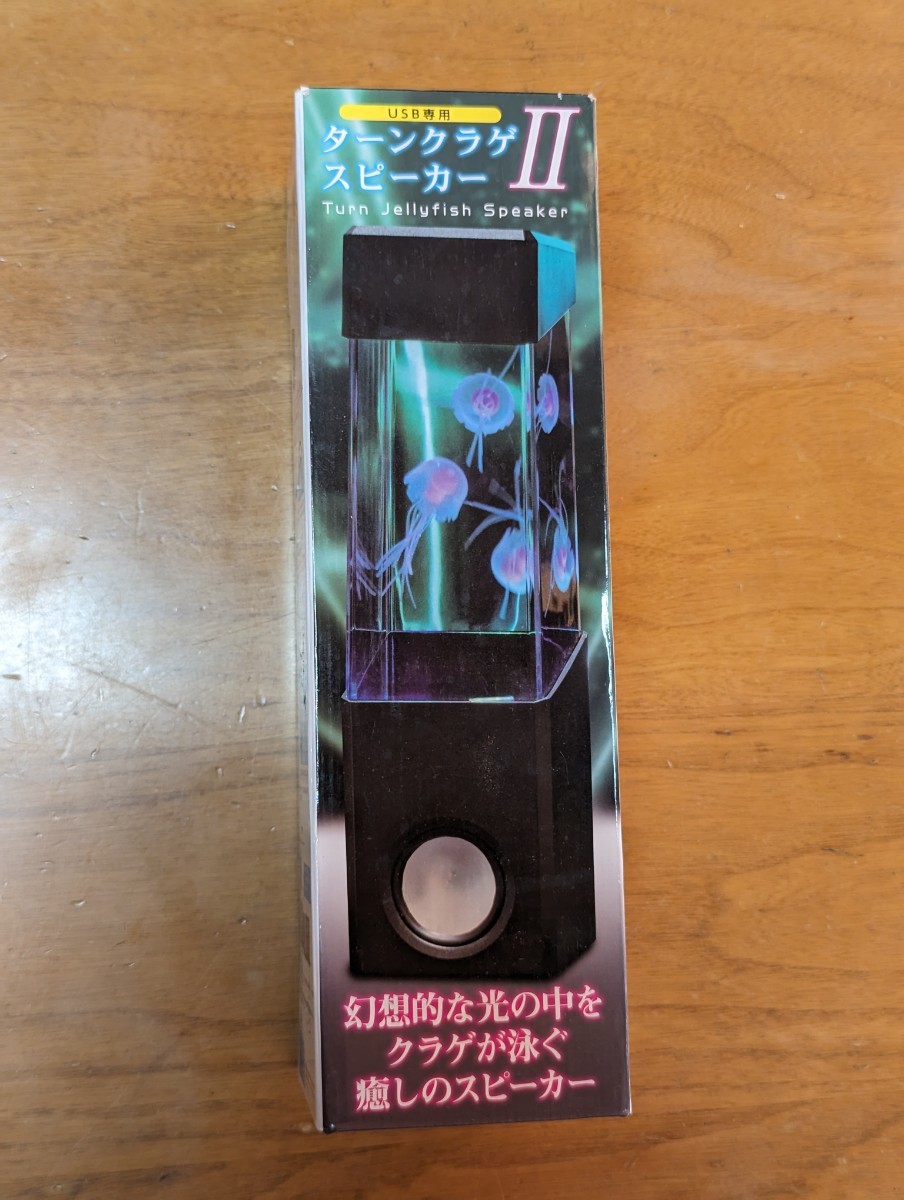 USB専用
ターンクラゲ II
スピーカー
Turn Jellyfish Speaker
幻想的な光の中を
クラゲが泳ぐ
癒しのスピーカー